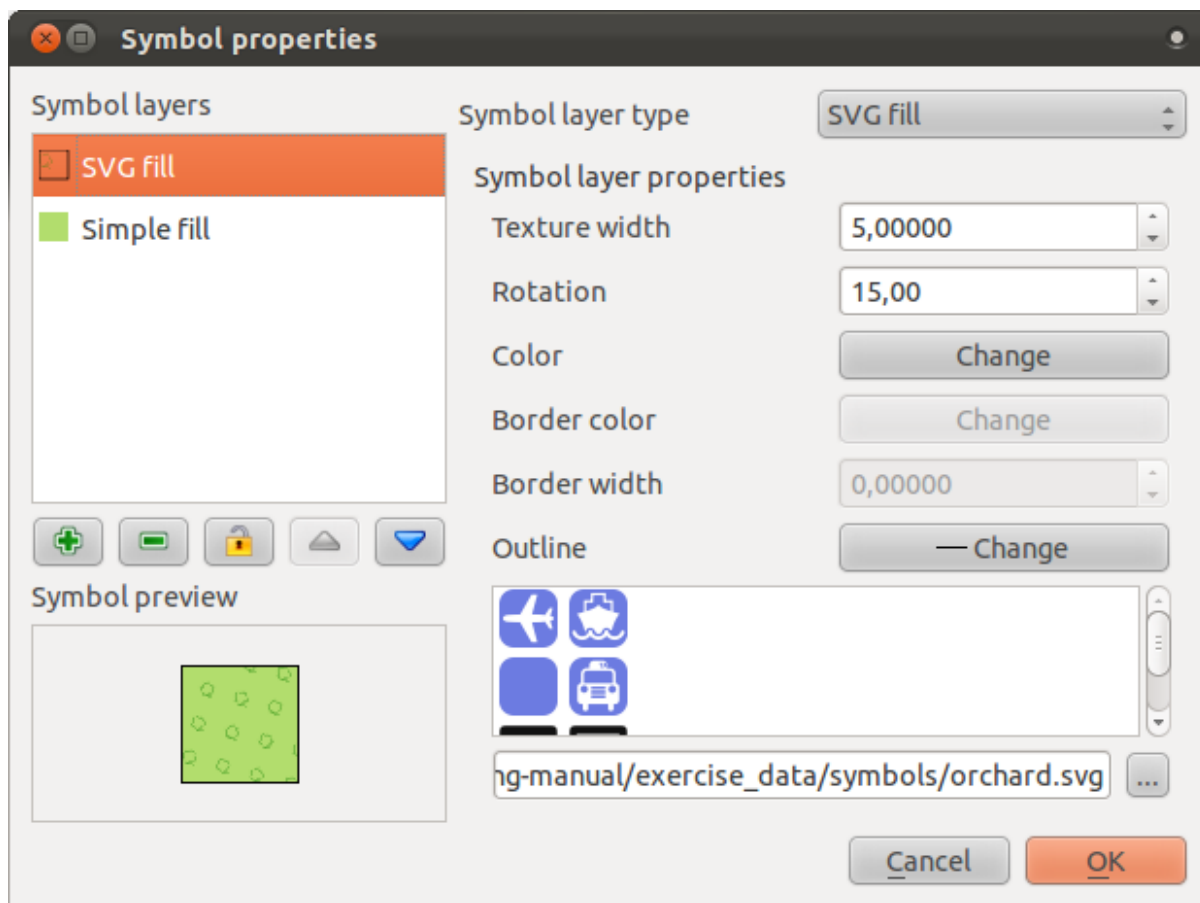 Symbol properties
Symbol layers
SVG fill
Simple fill
Symbol preview
Symbol layer type
SVG fill
Symbol layer properties
Texture width
5,00000
Rotation
15,00
Color
Change
Border color
Change
Border width
0,00000
Outline
Change
ng-manual/exercise_data/symbols/orchard.svg
...
Cancel
OK